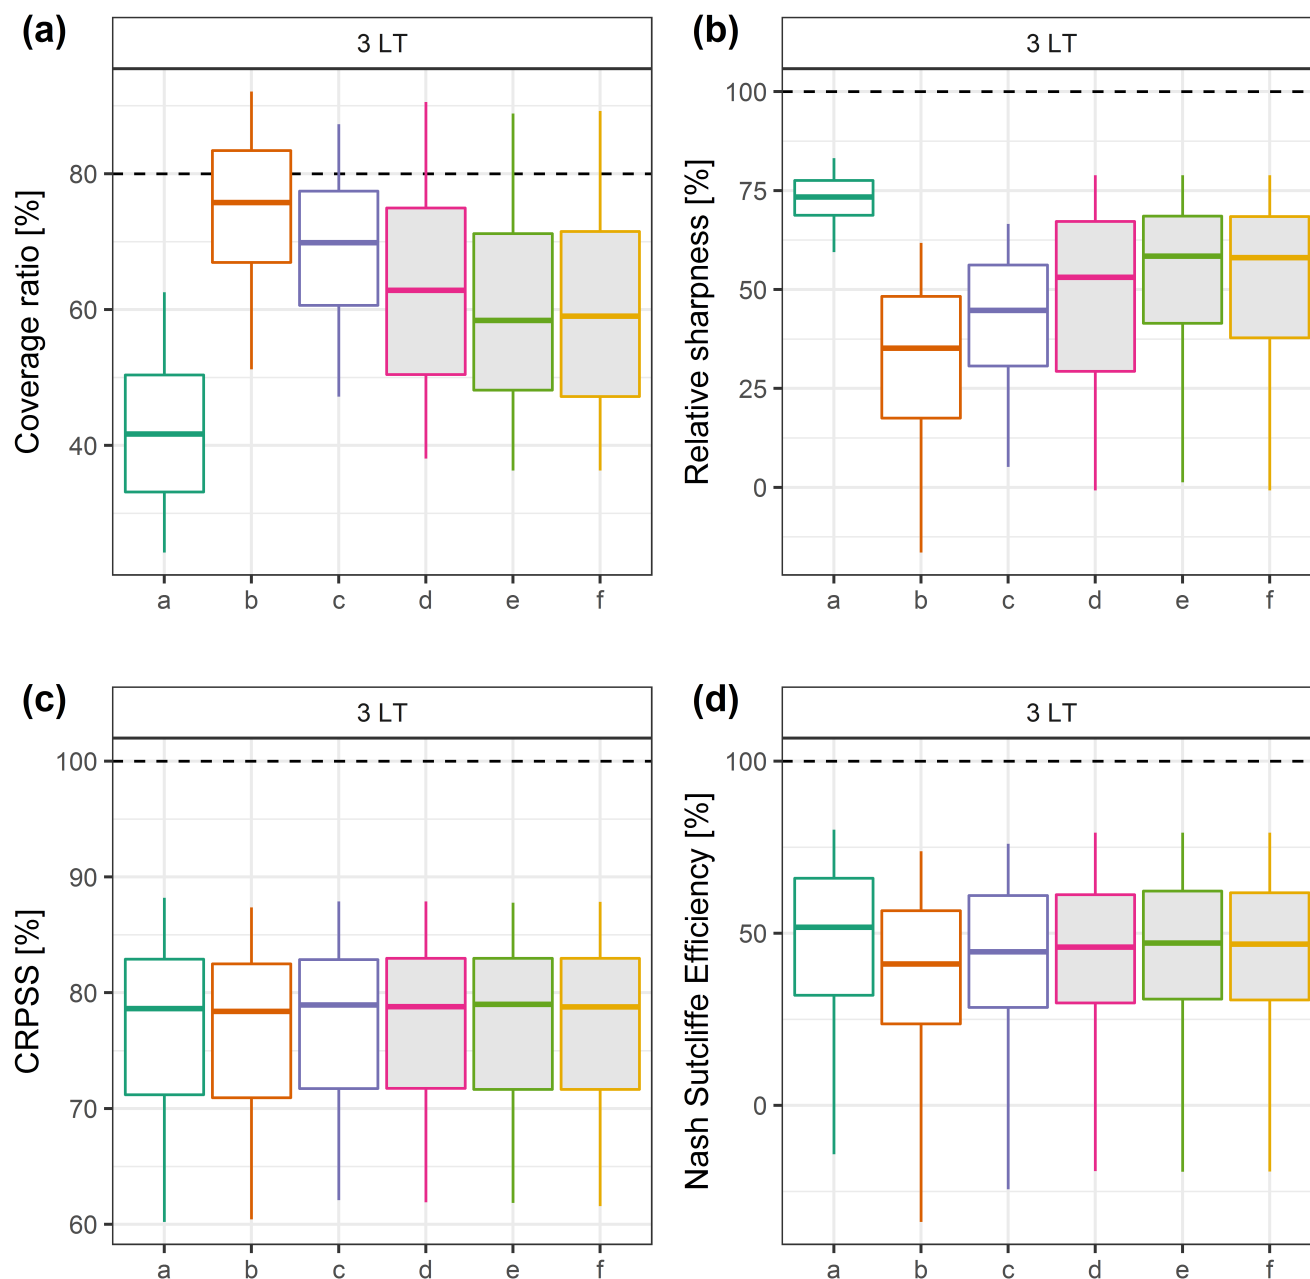 (a)
3 LT
Coverage ratio [%]
80
60
40
a b c d e f
(b)
3 LT
Relative sharpness [%]
100
75
50
25
0
a b c d e f
(c)
3 LT
CRPSS [%]
100
90
80
70
60
a b c d e f
(d)
3 LT
Nash Sutcliffe Efficiency [%]
100
50
0
a b c d e f